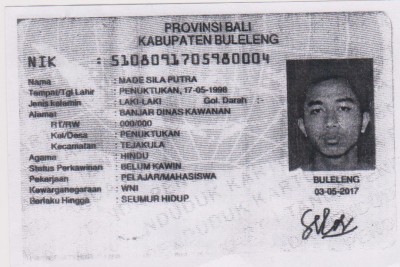 PROVINSI BALI
KABUPATEN BULELENG
NIK : 5108091705980004
Nama : MADE SILA PUTRA
Tempat/Tgl Lahir : PENUKTUKAN, 17-05-1998
Jenis kelamin : LAKI-LAKI Gol. Darah : -
Alamat : BANJAR DINAS KAWANAN
RT/RW : 000/000
Kel/Desa : PENUKTUKAN
Kecamatan : TEJAKULA
Agama : HINDU
Status Perkawinan : BELUM KAWIN
Pekerjaan : PELAJAR/MAHASISWA
Kewarganegaraan : WNI
Berlaku Hingga : SEUMUR HIDUP
BULELENG
03-05-2017